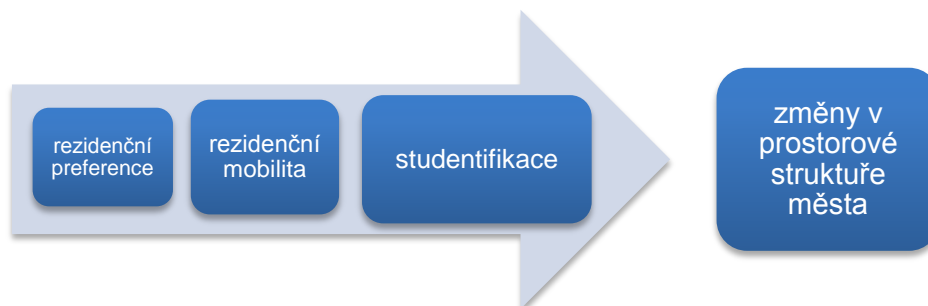 rezidenční
preference
rezidenční
mobilita
studentifikace
změny v
prostorové
struktuře
města